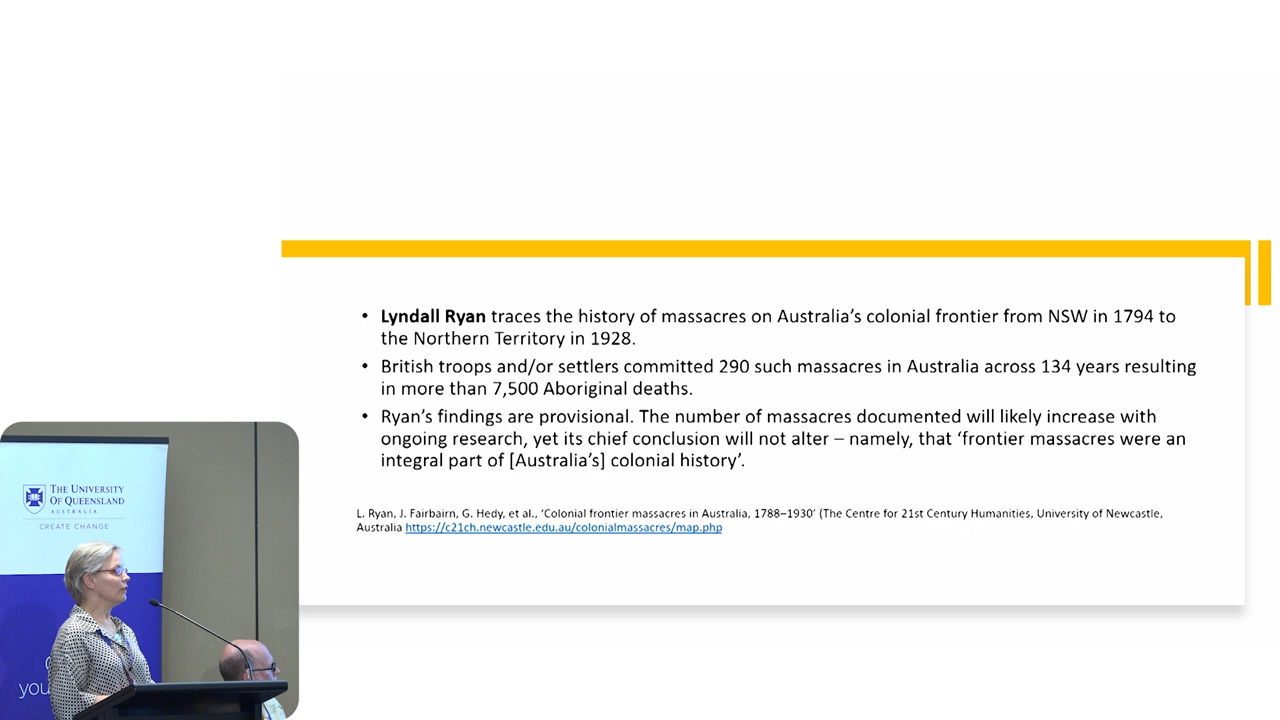 • Lyndall Ryan traces the history of massacres on Australia’s colonial frontier from NSW in 1794 to
the Northern Territory in 1928.
• British troops and/or settlers committed 290 such massacres in Australia across 134 years resulting
in more than 7,500 Aboriginal deaths.
• Ryan’s findings are provisional. The number of massacres documented will likely increase with
ongoing research, yet its chief conclusion will not alter – namely, that ‘frontier massacres were an
integral part of [Australia’s] colonial history’.
L. Ryan, J. Fairbairn, G. Hedy, et al., ‘Colonial frontier massacres in Australia, 1788–1930’ (The Centre for 21st Century Humanities, University of Newcastle,
Australia https://c21ch.newcastle.edu.au/colonialmassacres/map.php
THE UNIVERSITY
OF QUEENSLAND
AUSTRALIA
CREATE CHANGE